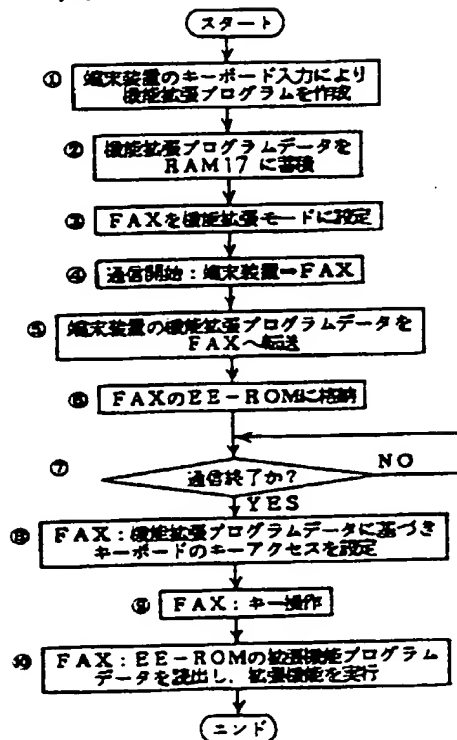 スタート
① 端末装置のキーボード入力により
機能拡張プログラムを作成
② 機能拡張プログラムデータを
RAM17に蓄積
③ FAXを機能拡張モードに設定
④ 通信開始：端末装置⇒FAX
⑤ 端末装置の機能拡張プログラムデータを
FAXへ転送
⑥ FAXのEE-ROMに格納
⑦ 通信終了か？ NO
YES
⑧ FAX：機能拡張プログラムデータに基づき
キーボードのキーアクセスを設定
⑨ FAX：キー操作
⑩ FAX：EE-ROMの拡張機能プログラム
データを読出し、拡張機能を実行
エンド